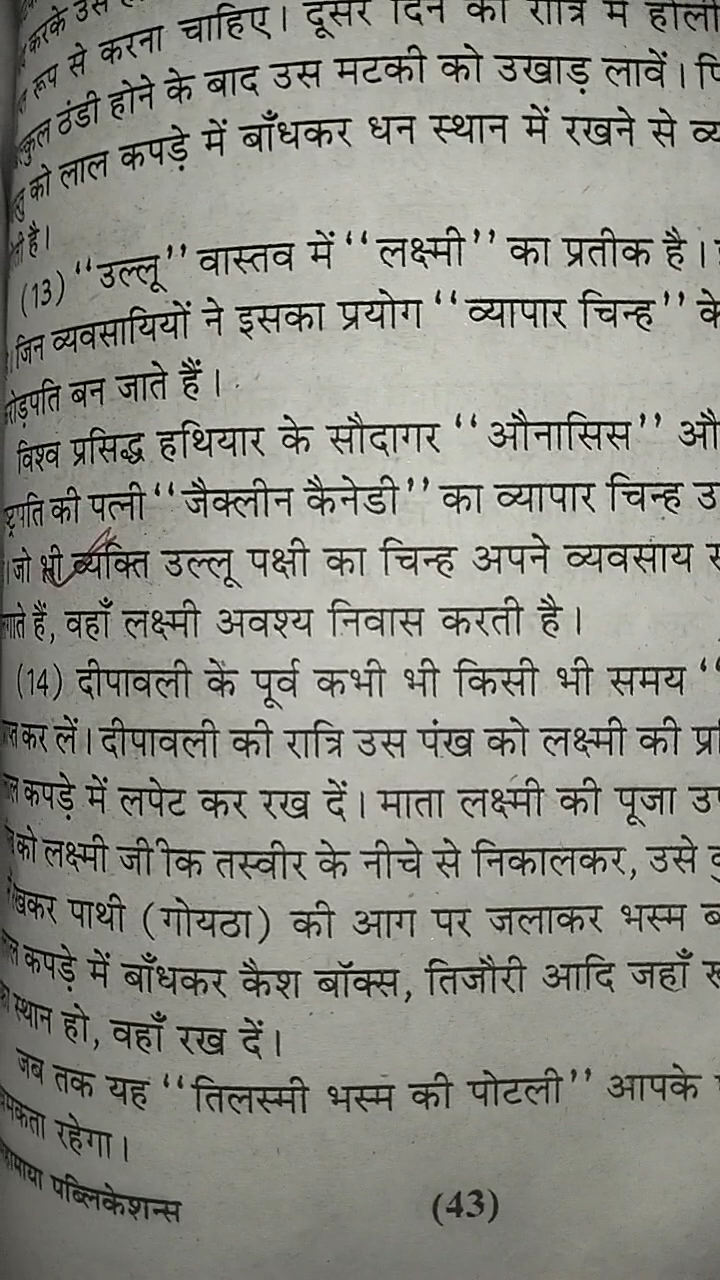 करके उस
रूप से करना चाहिए। दूसरे दिन की रात्रि में होली
ठंडी होने के बाद उस मटकी को उखाड़ लावें।
को लाल कपड़े में बाँधकर धन स्थान में रखने से
है।
(13) “उल्लू” वास्तव में “लक्ष्मी” का प्रतीक है।
जिन व्यवसायियों ने इसका प्रयोग “व्यापार चिन्ह” के
रोड़पति बन जाते हैं।
विश्व प्रसिद्ध हथियार के सौदागर “औनासिस” औ
ष्ट्रपति की पत्नी “जैक्लीन कैनेडी” का व्यापार चिन्ह उ
।जो भी व्यक्ति उल्लू पक्षी का चिन्ह अपने व्यवसाय
गाते हैं, वहाँ लक्ष्मी अवश्य निवास करती है।
(14) दीपावली के पूर्व कभी भी किसी भी समय “
कर लें। दीपावली की रात्रि उस पंख को लक्ष्मी की प्र
कपड़े में लपेट कर रख दें। माता लक्ष्मी की पूजा उ
को लक्ष्मी जीीक तस्वीर के नीचे से निकालकर, उसे
खकर पाथी (गोयठा) की आग पर जलाकर भस्म ब
कपड़े में बाँधकर कैश बॉक्स, तिजौरी आदि जहाँ
स्थान हो, वहाँ रख दें।
जब तक यह “तिलस्मी भस्म की पोटली” आपके
मकता रहेगा।
हामाया पब्लिकेशन्स
(43)